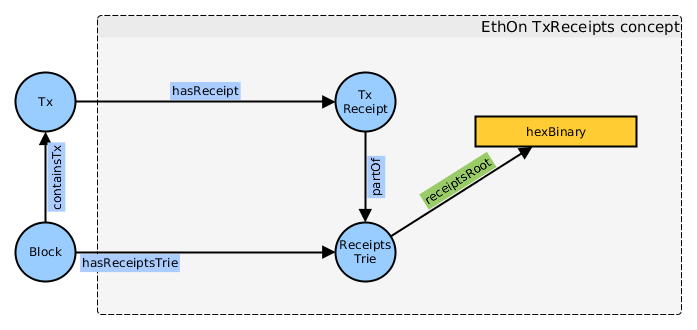 EthOn TxReceipts concept
hasReceipt
Tx
Tx
Receipt
hexBinary
containsTx
partOf
receiptsRoot
Block
hasReceiptsTrie
Receipts
Trie